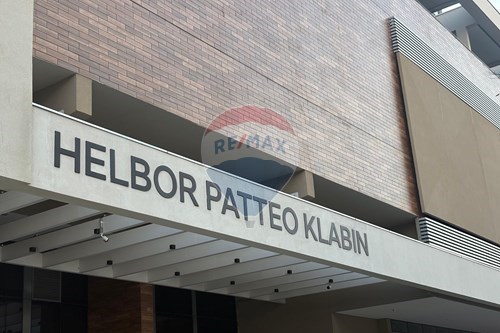 RE/MAX
HELBOR PATTEO KLABIN